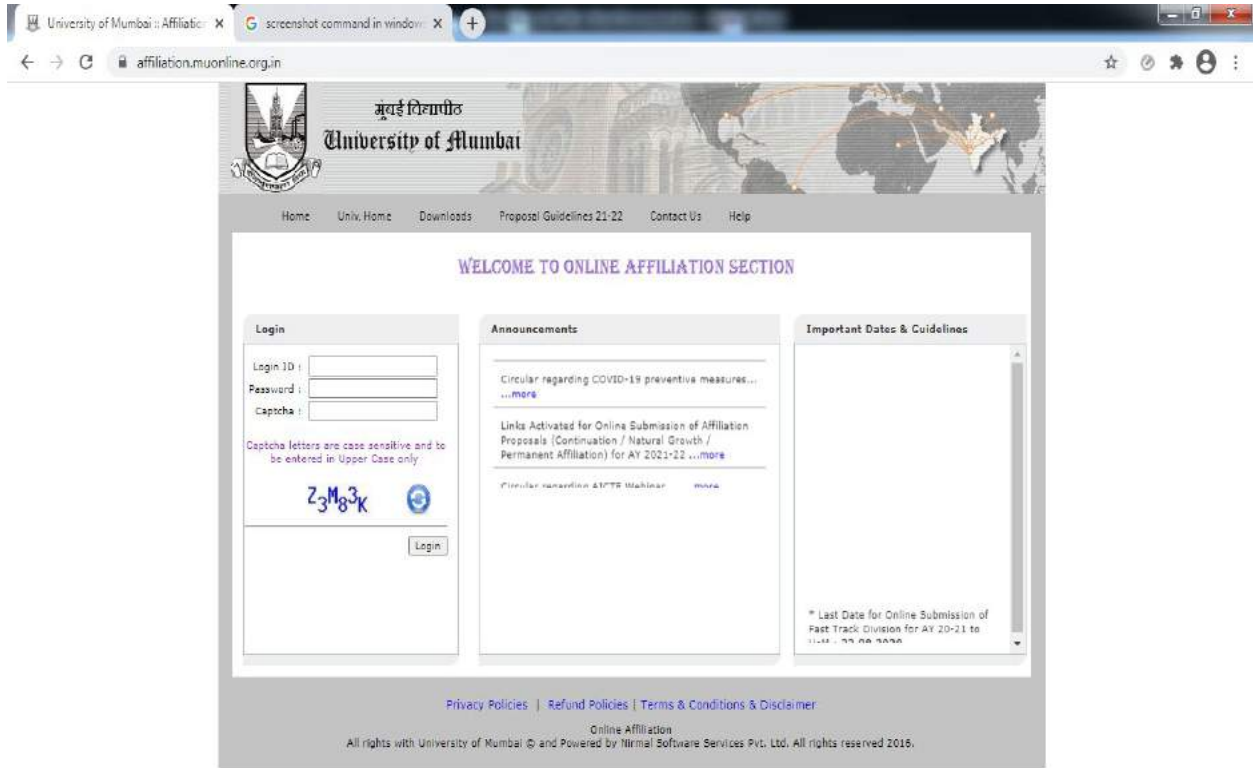 University of Mumbai :: Affiliation
screenshot command in window
affiliation.muonline.org.in
मुंबई विद्यापीठ
University of Mumbai
Home Univ. Home Downloads Proposal Guidelines 21-22 Contact Us Help
WELCOME TO ONLINE AFFILIATION SECTION
Login
Login ID :
Password :
Captcha :
Captcha letters are case sensitive and to
be entered in Upper Case only
Z3M83K
Login
Announcements
Circular regarding COVID-19 preventive measures...
...more
Links Activated for Online Submission of Affiliation
Proposals (Continuation / Natural Growth /
Permanent Affiliation) for AY 2021-22 ...more
Circular regarding AICTE Webinar ...more
Important Dates & Guidelines
* Last Date for Online Submission of
Fast Track Division for AY 20-21 to
UoM : 22.08.2020
Privacy Policies | Refund Policies | Terms & Conditions & Disclaimer
Online Affiliation
All rights with University of Mumbai © and Powered by Nirmal Software Services Pvt. Ltd. All rights reserved 2016.